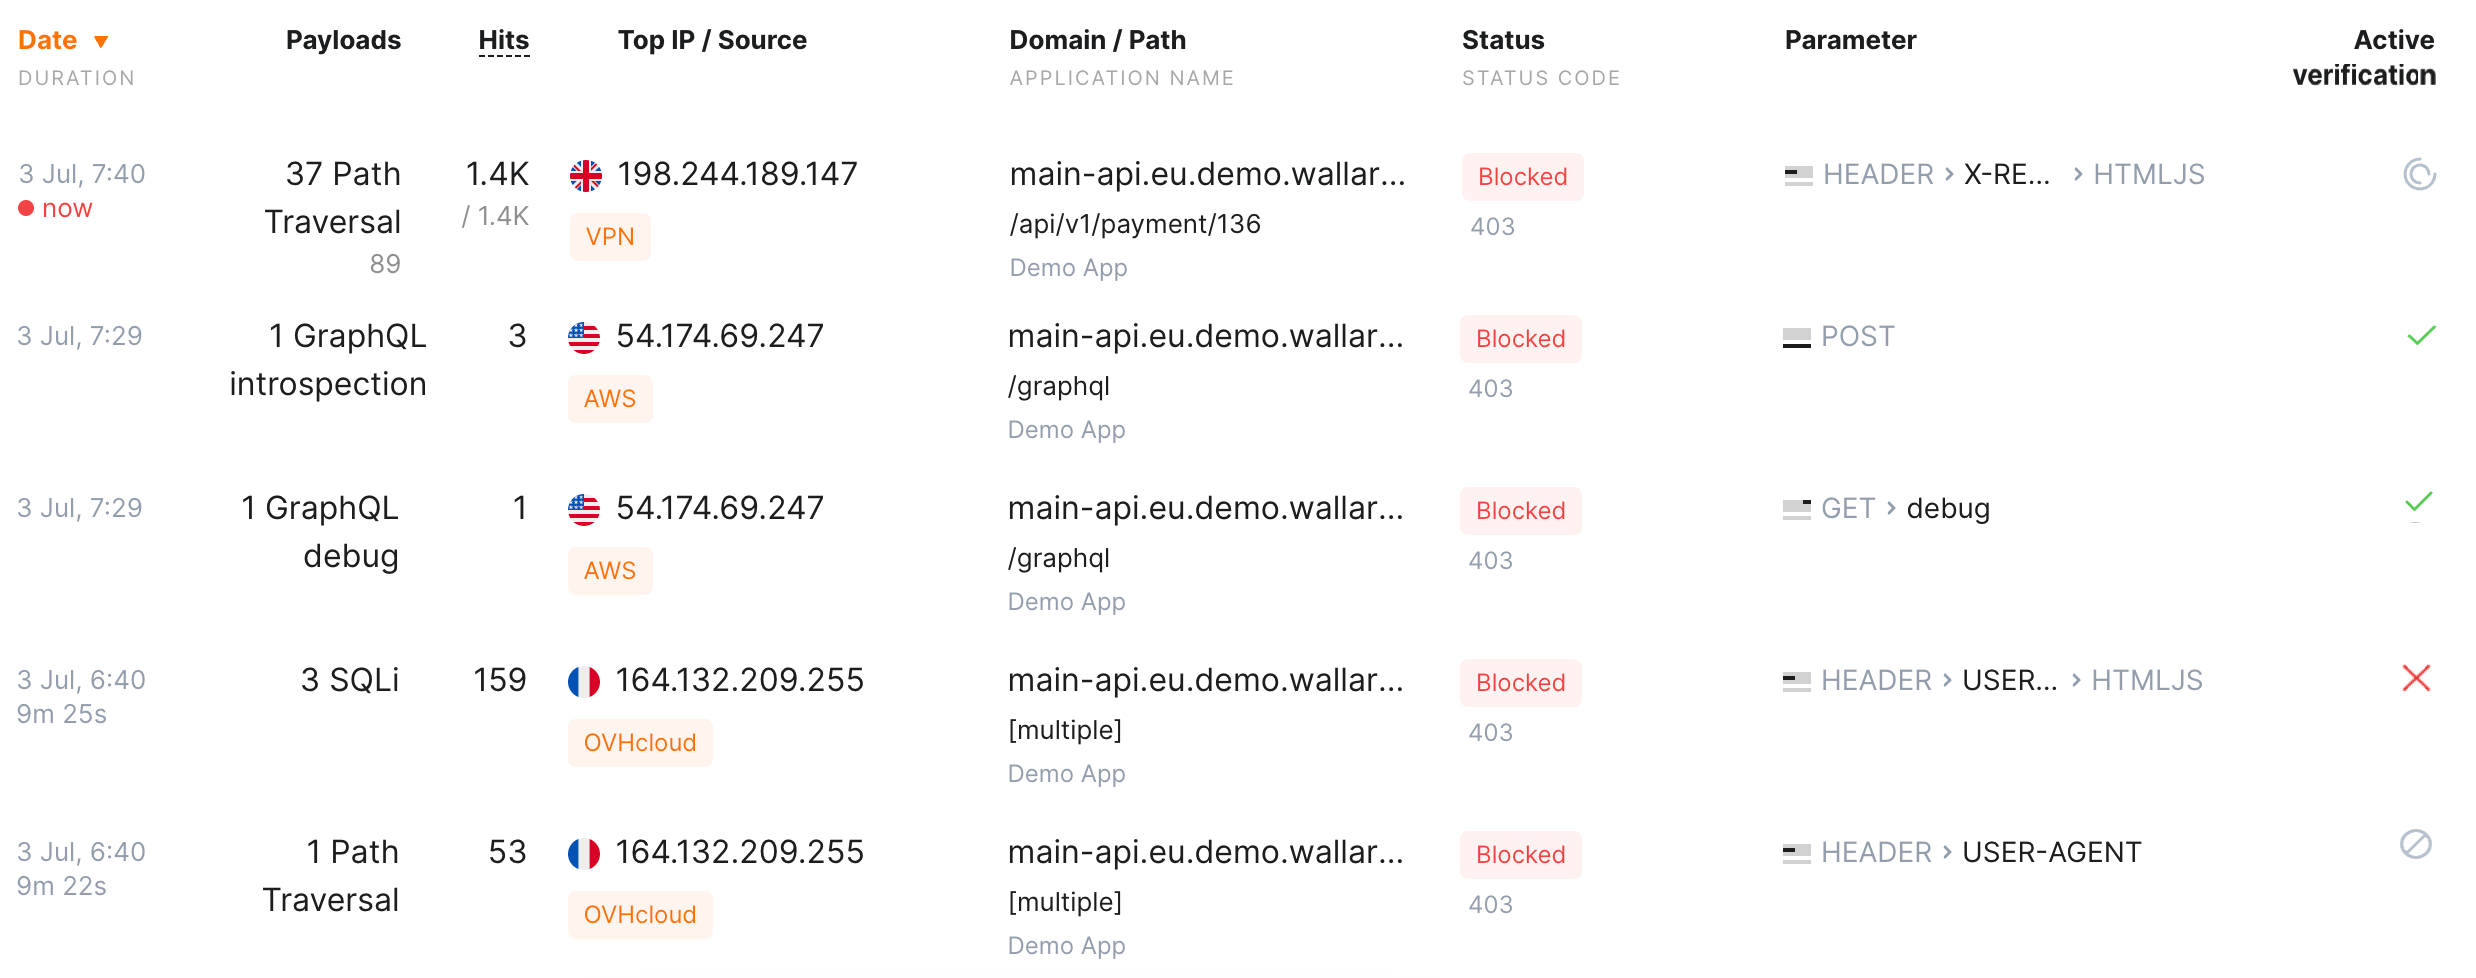 Date ▼ Payloads Hits Top IP / Source Domain / Path Status Parameter Active verification
DURATION APPLICATION NAME STATUS CODE
3 Jul, 7:40 37 Path 1.4K 198.244.189.147 main-api.eu.demo.wallar... Blocked HEADER › X-RE... › HTMLJS
now Traversal / 1.4K VPN /api/v1/payment/136 403
89 Demo App
3 Jul, 7:29 1 GraphQL 3 54.174.69.247 main-api.eu.demo.wallar... Blocked POST
introspection AWS /graphql 403
Demo App
3 Jul, 7:29 1 GraphQL 1 54.174.69.247 main-api.eu.demo.wallar... Blocked GET › debug
debug AWS /graphql 403
Demo App
3 Jul, 6:40 3 SQLi 159 164.132.209.255 main-api.eu.demo.wallar... Blocked HEADER › USER... › HTMLJS
9m 25s OVHcloud [multiple] 403
Demo App
3 Jul, 6:40 1 Path 53 164.132.209.255 main-api.eu.demo.wallar... Blocked HEADER › USER-AGENT
9m 22s Traversal OVHcloud [multiple] 403
Demo App